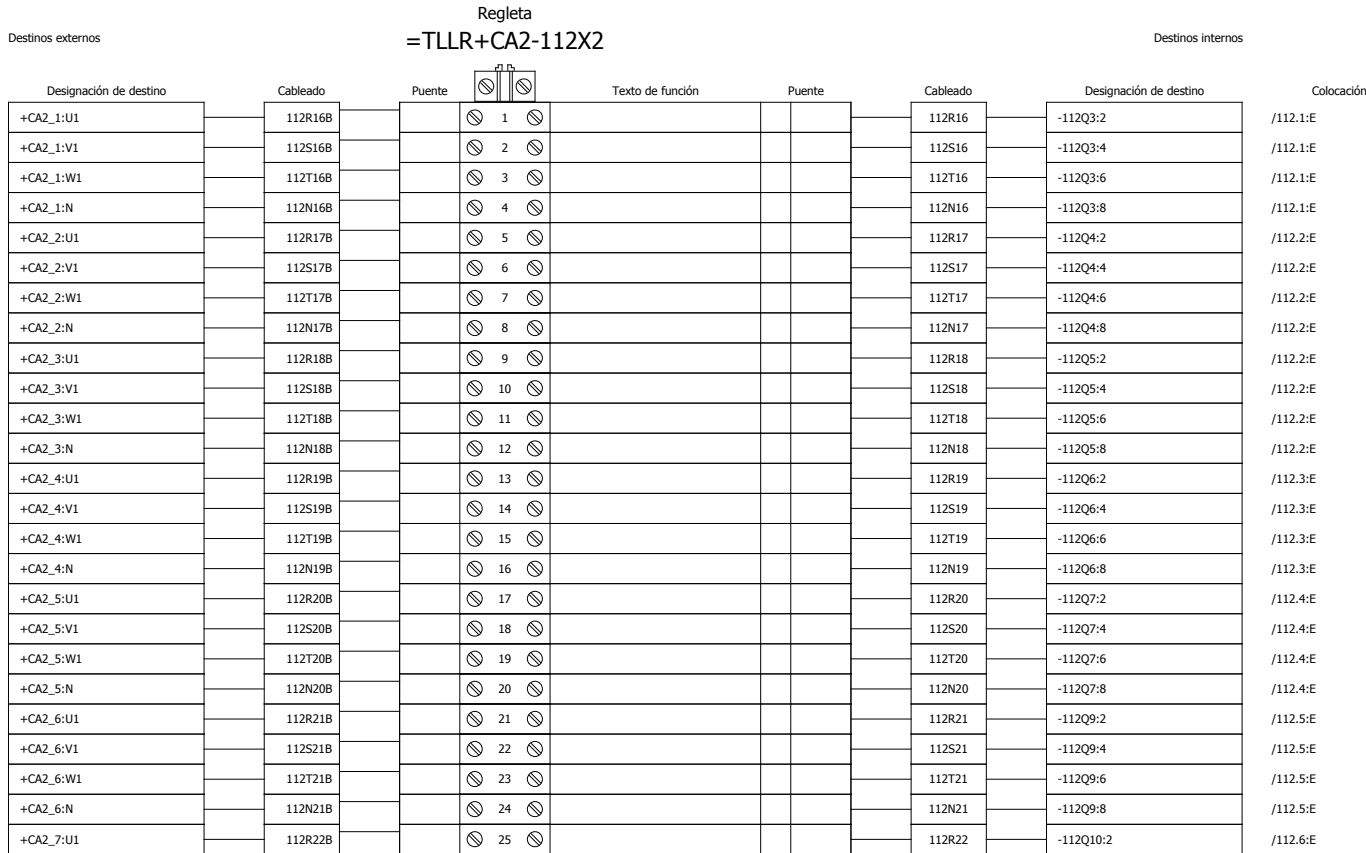 Regleta
Destinos externos =TLLR+CA2-112X2 Destinos internos
Designación de destino Cableado Puente Texto de función Puente Cableado Designación de destino Colocación
+CA2_1:U1 112R16B 1 112R16 -112Q3:2 /112.1:E
+CA2_1:V1 112S16B 2 112S16 -112Q3:4 /112.1:E
+CA2_1:W1 112T16B 3 112T16 -112Q3:6 /112.1:E
+CA2_1:N 112N16B 4 112N16 -112Q3:8 /112.1:E
+CA2_2:U1 112R17B 5 112R17 -112Q4:2 /112.2:E
+CA2_2:V1 112S17B 6 112S17 -112Q4:4 /112.2:E
+CA2_2:W1 112T17B 7 112T17 -112Q4:6 /112.2:E
+CA2_2:N 112N17B 8 112N17 -112Q4:8 /112.2:E
+CA2_3:U1 112R18B 9 112R18 -112Q5:2 /112.2:E
+CA2_3:V1 112S18B 10 112S18 -112Q5:4 /112.2:E
+CA2_3:W1 112T18B 11 112T18 -112Q5:6 /112.2:E
+CA2_3:N 112N18B 12 112N18 -112Q5:8 /112.2:E
+CA2_4:U1 112R19B 13 112R19 -112Q6:2 /112.3:E
+CA2_4:V1 112S19B 14 112S19 -112Q6:4 /112.3:E
+CA2_4:W1 112T19B 15 112T19 -112Q6:6 /112.3:E
+CA2_4:N 112N19B 16 112N19 -112Q6:8 /112.3:E
+CA2_5:U1 112R20B 17 112R20 -112Q7:2 /112.4:E
+CA2_5:V1 112S20B 18 112S20 -112Q7:4 /112.4:E
+CA2_5:W1 112T20B 19 112T20 -112Q7:6 /112.4:E
+CA2_5:N 112N20B 20 112N20 -112Q7:8 /112.4:E
+CA2_6:U1 112R21B 21 112R21 -112Q9:2 /112.5:E
+CA2_6:V1 112S21B 22 112S21 -112Q9:4 /112.5:E
+CA2_6:W1 112T21B 23 112T21 -112Q9:6 /112.5:E
+CA2_6:N 112N21B 24 112N21 -112Q9:8 /112.5:E
+CA2_7:U1 112R22B 25 112R22 -112Q10:2 /112.6:E